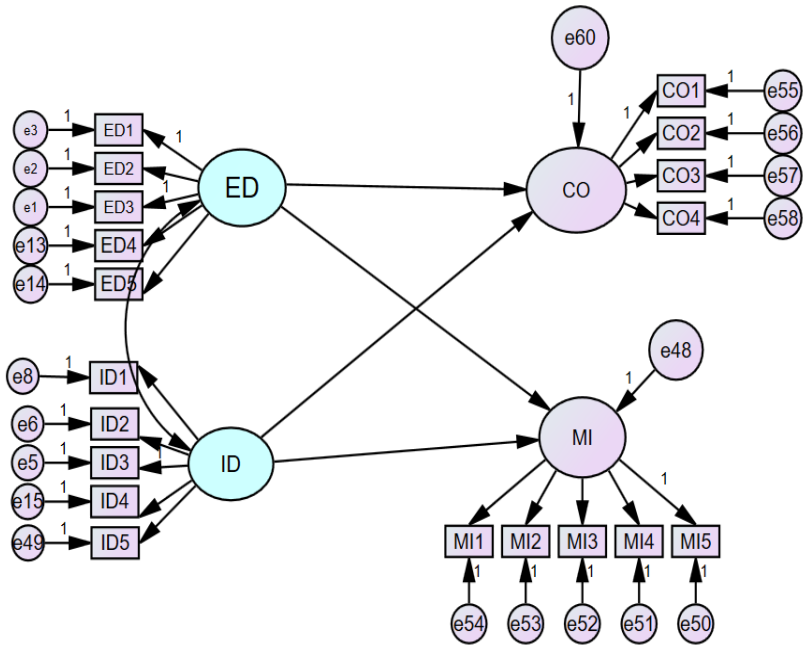 e60
1
CO1 1 e55
1
CO2 1 e56
CO
CO3 1 e57
CO4 1 e58
e3 1 ED1 1
e2 1 ED2
ED
e1 1 ED3 1
e13 1 ED4
e14 1 ED5
e48
1
e8 1 ID1
e6 1 ID2
e5 1 ID3 1
ID
e15 1 ID4
e49 1 ID5
MI
1
MI1 MI2 MI3 MI4 MI5
1 1 1 1 1
e54 e53 e52 e51 e50